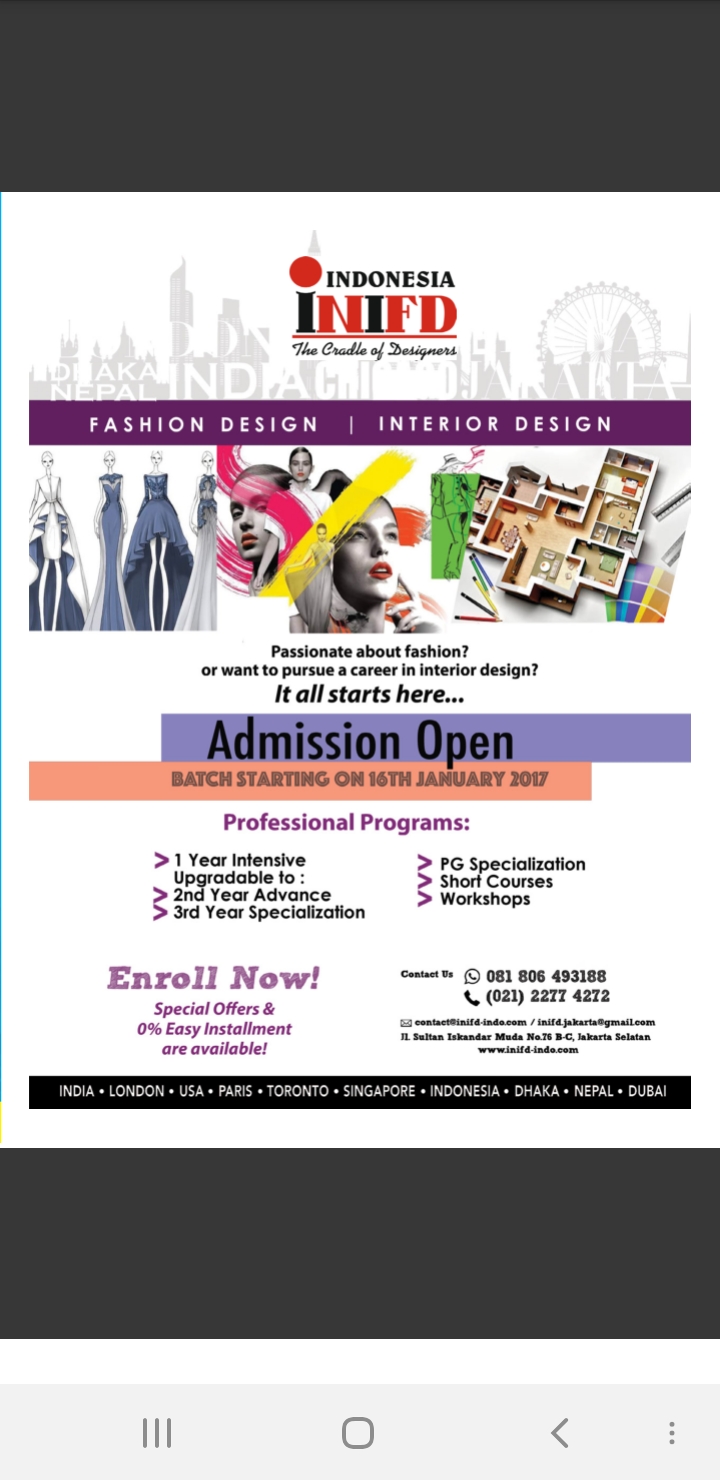 INDONESIA
INIFD
The Cradle of Designers
DHAKA
NEPAL
INDIA
JAKARTA
FASHION DESIGN | INTERIOR DESIGN
Passionate about fashion?
or want to pursue a career in interior design?
It all starts here...
Admission Open
BATCH STARTING ON 16TH JANUARY 2017
Professional Programs:
> 1 Year Intensive
Upgradable to :
> 2nd Year Advance
> 3rd Year Specialization
> PG Specialization
> Short Courses
> Workshops
Enroll Now!
Special Offers &
0% Easy Installment
are available!
Contact Us 081 806 493188
(021) 2277 4272
contact@inifd-indo.com / inifd.jakarta@gmail.com
Jl. Sultan Iskandar Muda No.76 B-C, Jakarta Selatan
www.inifd-indo.com
INDIA • LONDON • USA • PARIS • TORONTO • SINGAPORE • INDONESIA • DHAKA • NEPAL • DUBAI